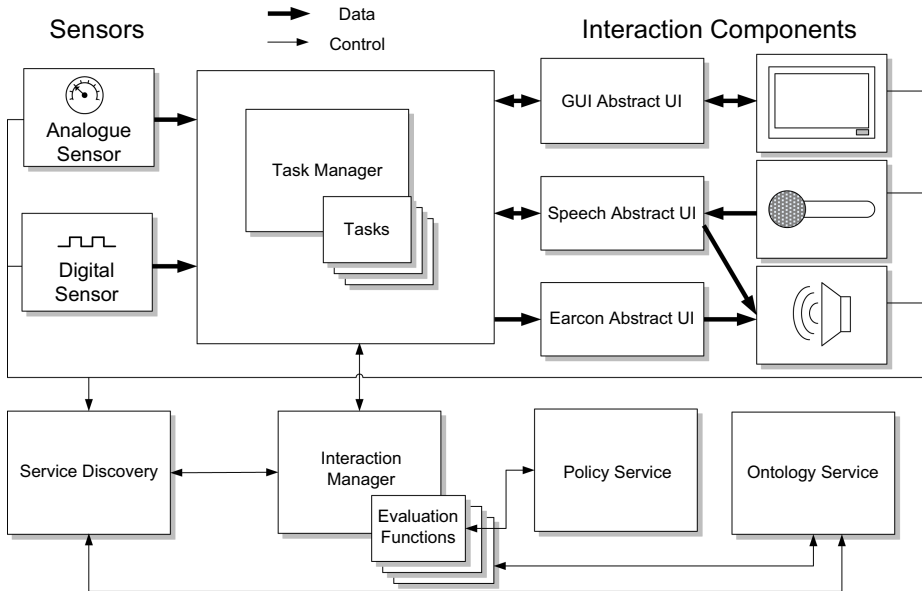 Sensors
Data
Control
Interaction Components
Analogue
Sensor
Digital
Sensor
Task Manager
Tasks
GUI Abstract UI
Speech Abstract UI
Earcon Abstract UI
Service Discovery
Interaction
Manager
Evaluation
Functions
Policy Service
Ontology Service